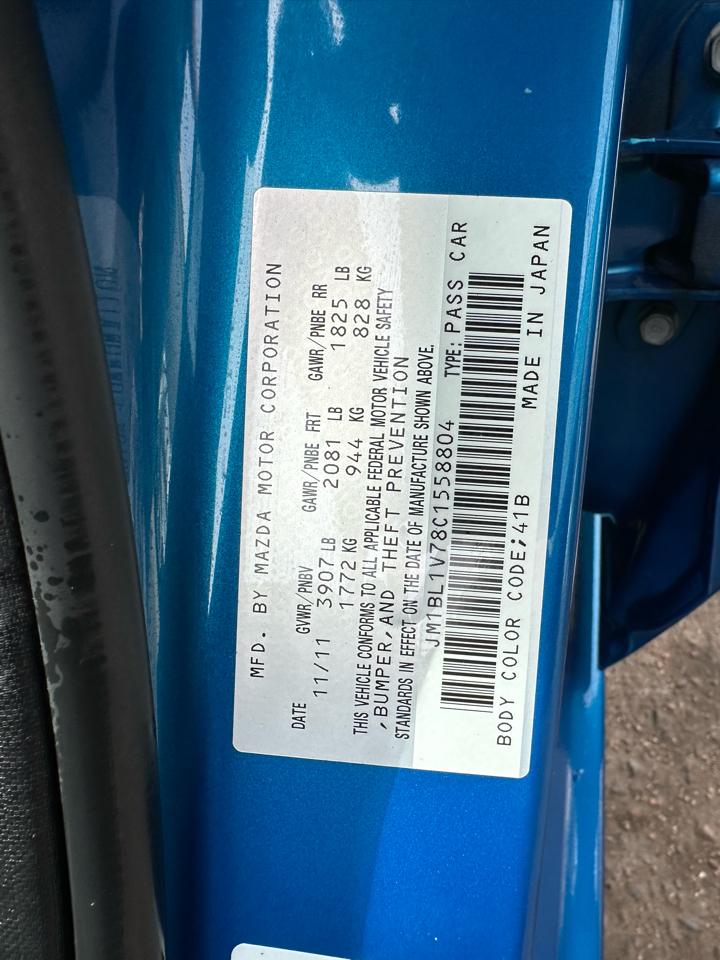 MFD. BY MAZDA MOTOR CORPORATION
DATE GVWR/PNBV GAWR/PNBE FRT GAWR/PNBE RR
11/11 3907 LB 2081 LB 1825 LB
1772 KG 944 KG 828 KG
THIS VEHICLE CONFORMS TO ALL APPLICABLE FEDERAL MOTOR VEHICLE SAFETY
, BUMPER, AND THEFT PREVENTION
STANDARDS IN EFFECT ON THE DATE OF MANUFACTURE SHOWN ABOVE.
JM1BL1V78C1558804 TYPE: PASS CAR
BODY COLOR CODE;41B MADE IN JAPAN